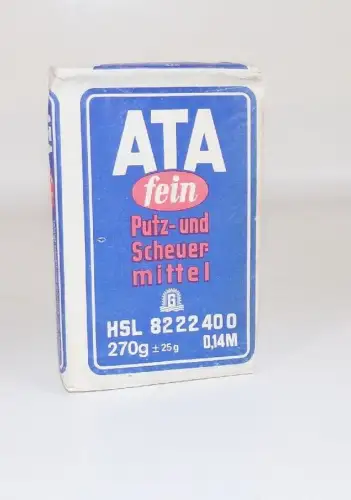 ATA
fein
Putz- und
Scheuer-
mittel
G
HSL 8222400
270g ± 25g 0,14M